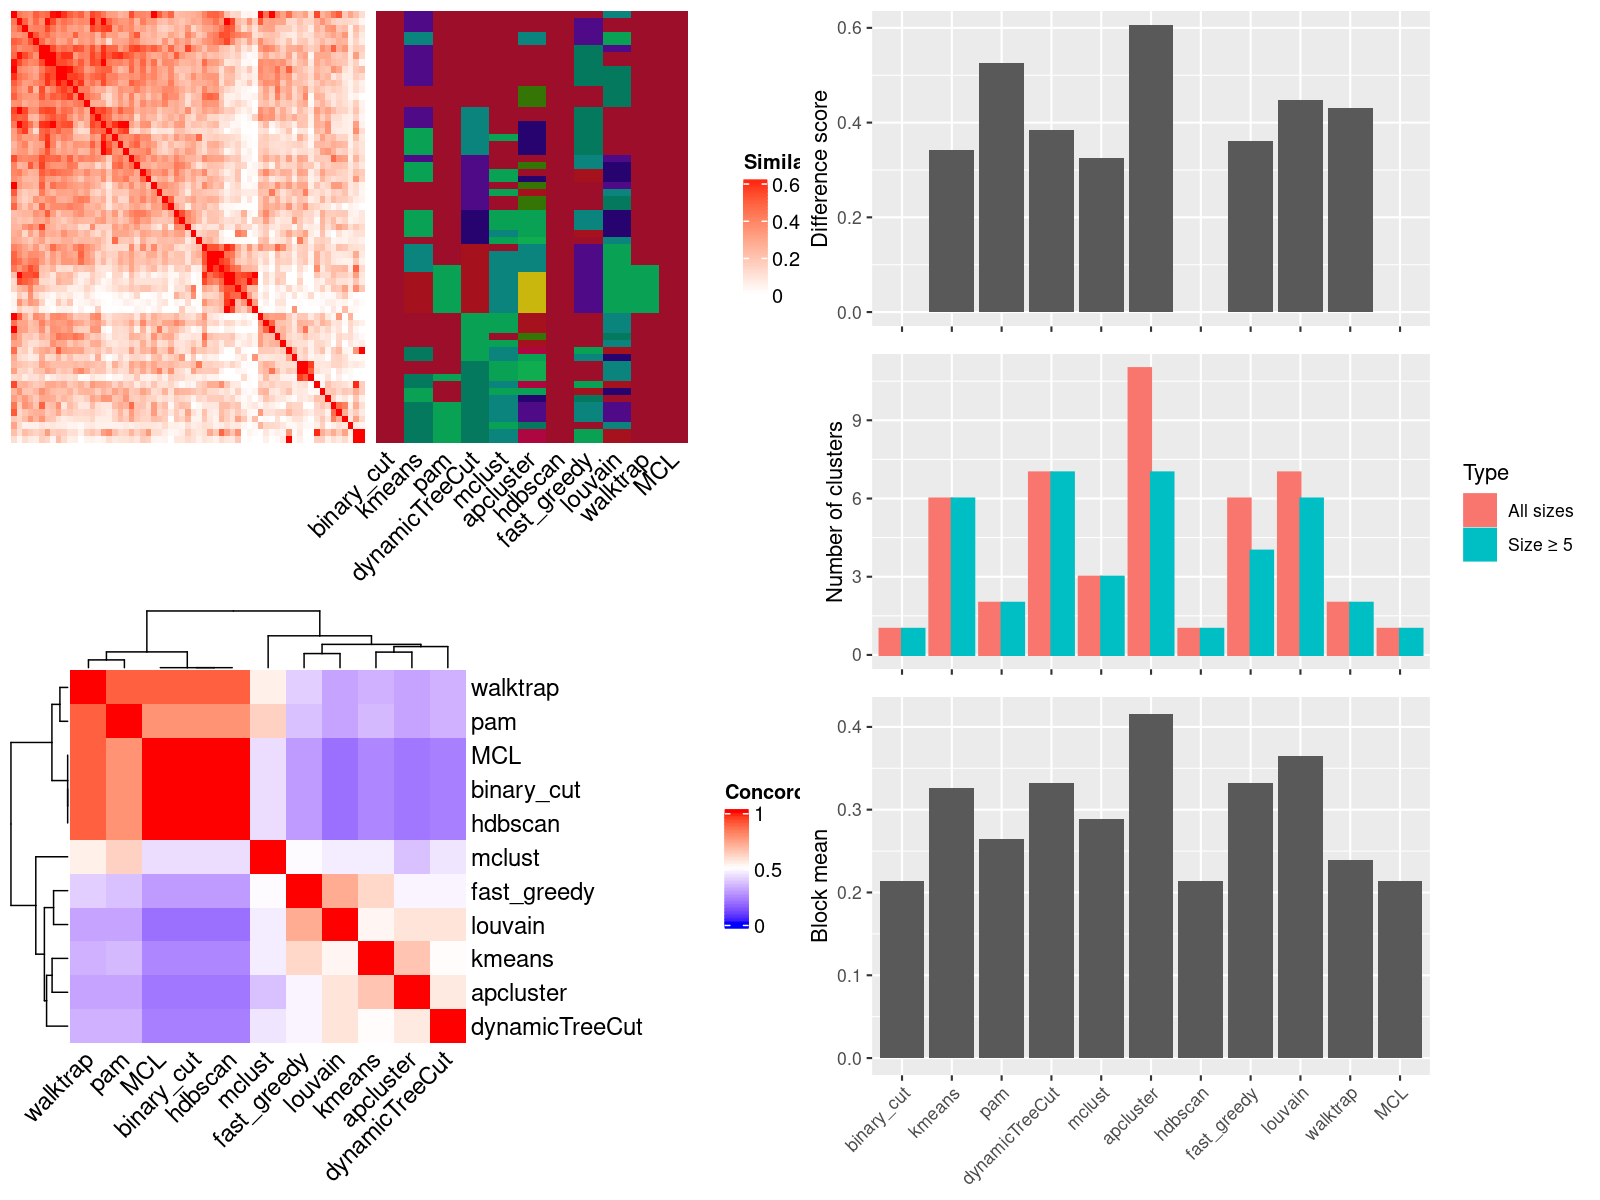 Simila
0.6
0.4
0.2
0
binary_cut
kmeans
pam
dynamicTreeCut
mclust
apcluster
hdbscan
fast_greedy
louvain
walktrap
MCL
walktrap
pam
MCL
binary_cut
hdbscan
mclust
fast_greedy
louvain
kmeans
apcluster
dynamicTreeCut
walktrap
pam
MCL
binary_cut
hdbscan
mclust
fast_greedy
louvain
kmeans
apcluster
dynamicTreeCut
Concord
1
0.5
0
Difference score
0.6
0.4
0.2
0.0
Number of clusters
9
6
3
0
Type
All sizes
Size ≥ 5
Block mean
0.4
0.3
0.2
0.1
0.0
binary_cut
kmeans
pam
dynamicTreeCut
mclust
apcluster
hdbscan
fast_greedy
louvain
walktrap
MCL